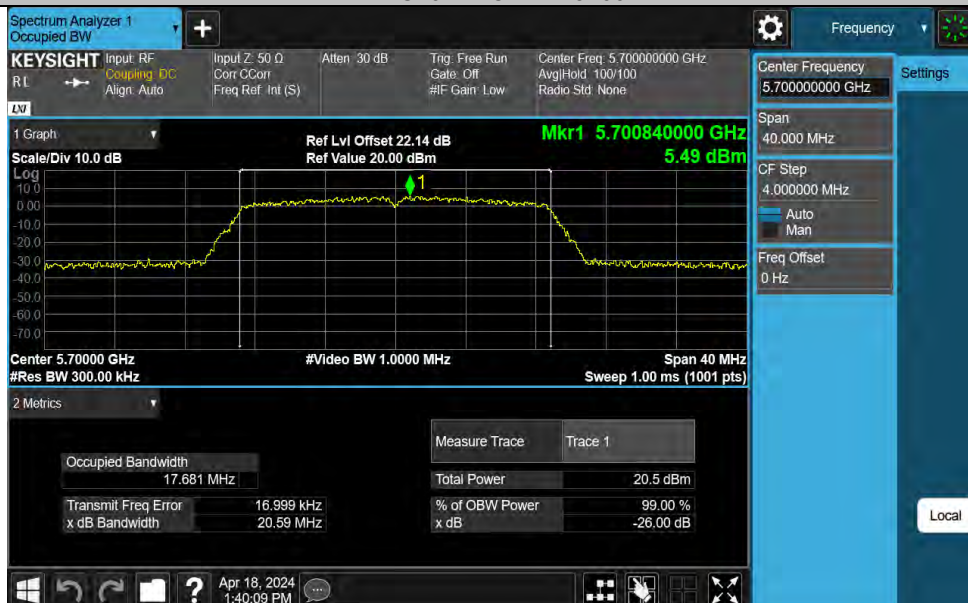 Spectrum Analyzer 1
Occupied BW
+
Frequency
KEYSIGHT
RL
LXI
Input: RF
Coupling: DC
Align: Auto
Input Z: 50 Ω
Corr CCorr
Freq Ref: Int (S)
Atten: 30 dB
Trig: Free Run
Gate: Off
#IF Gain: Low
Center Freq: 5.700000000 GHz
Avg|Hold: 100/100
Radio Std: None
Center Frequency
5.700000000 GHz
Settings
Span
40.000 MHz
CF Step
4.000000 MHz
Auto
Man
Freq Offset
0 Hz
Local
1 Graph
Scale/Div 10.0 dB
Ref Lvl Offset 22.14 dB
Ref Value 20.00 dBm
Mkr1 5.700840000 GHz
5.49 dBm
Log
10.0
0.00
-10.0
-20.0
-30.0
-40.0
-50.0
-60.0
-70.0
1
Center 5.70000 GHz
#Res BW 300.00 kHz
#Video BW 1.0000 MHz
Span 40 MHz
Sweep 1.00 ms (1001 pts)
2 Metrics
Measure Trace Trace 1
Occupied Bandwidth
17.681 MHz
Total Power 20.5 dBm
Transmit Freq Error 16.999 kHz
% of OBW Power 99.00 %
x dB Bandwidth 20.59 MHz
x dB -26.00 dB
?
Apr 18, 2024
1:40:09 PM